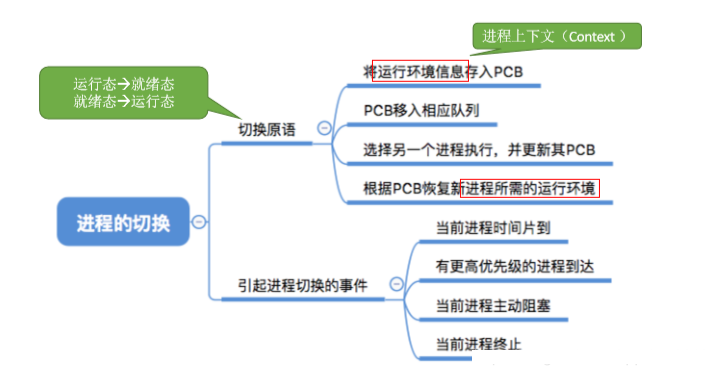 进程上下文（Context ）
将运行环境信息存入PCB
运行态→就绪态
就绪态→运行态
PCB移入相应队列
切换原语
选择另一个进程执行，并更新其PCB
根据PCB恢复新进程所需的运行环境
进程的切换
当前进程时间片到
有更高优先级的进程到达
引起进程切换的事件
当前进程主动阻塞
当前进程终止